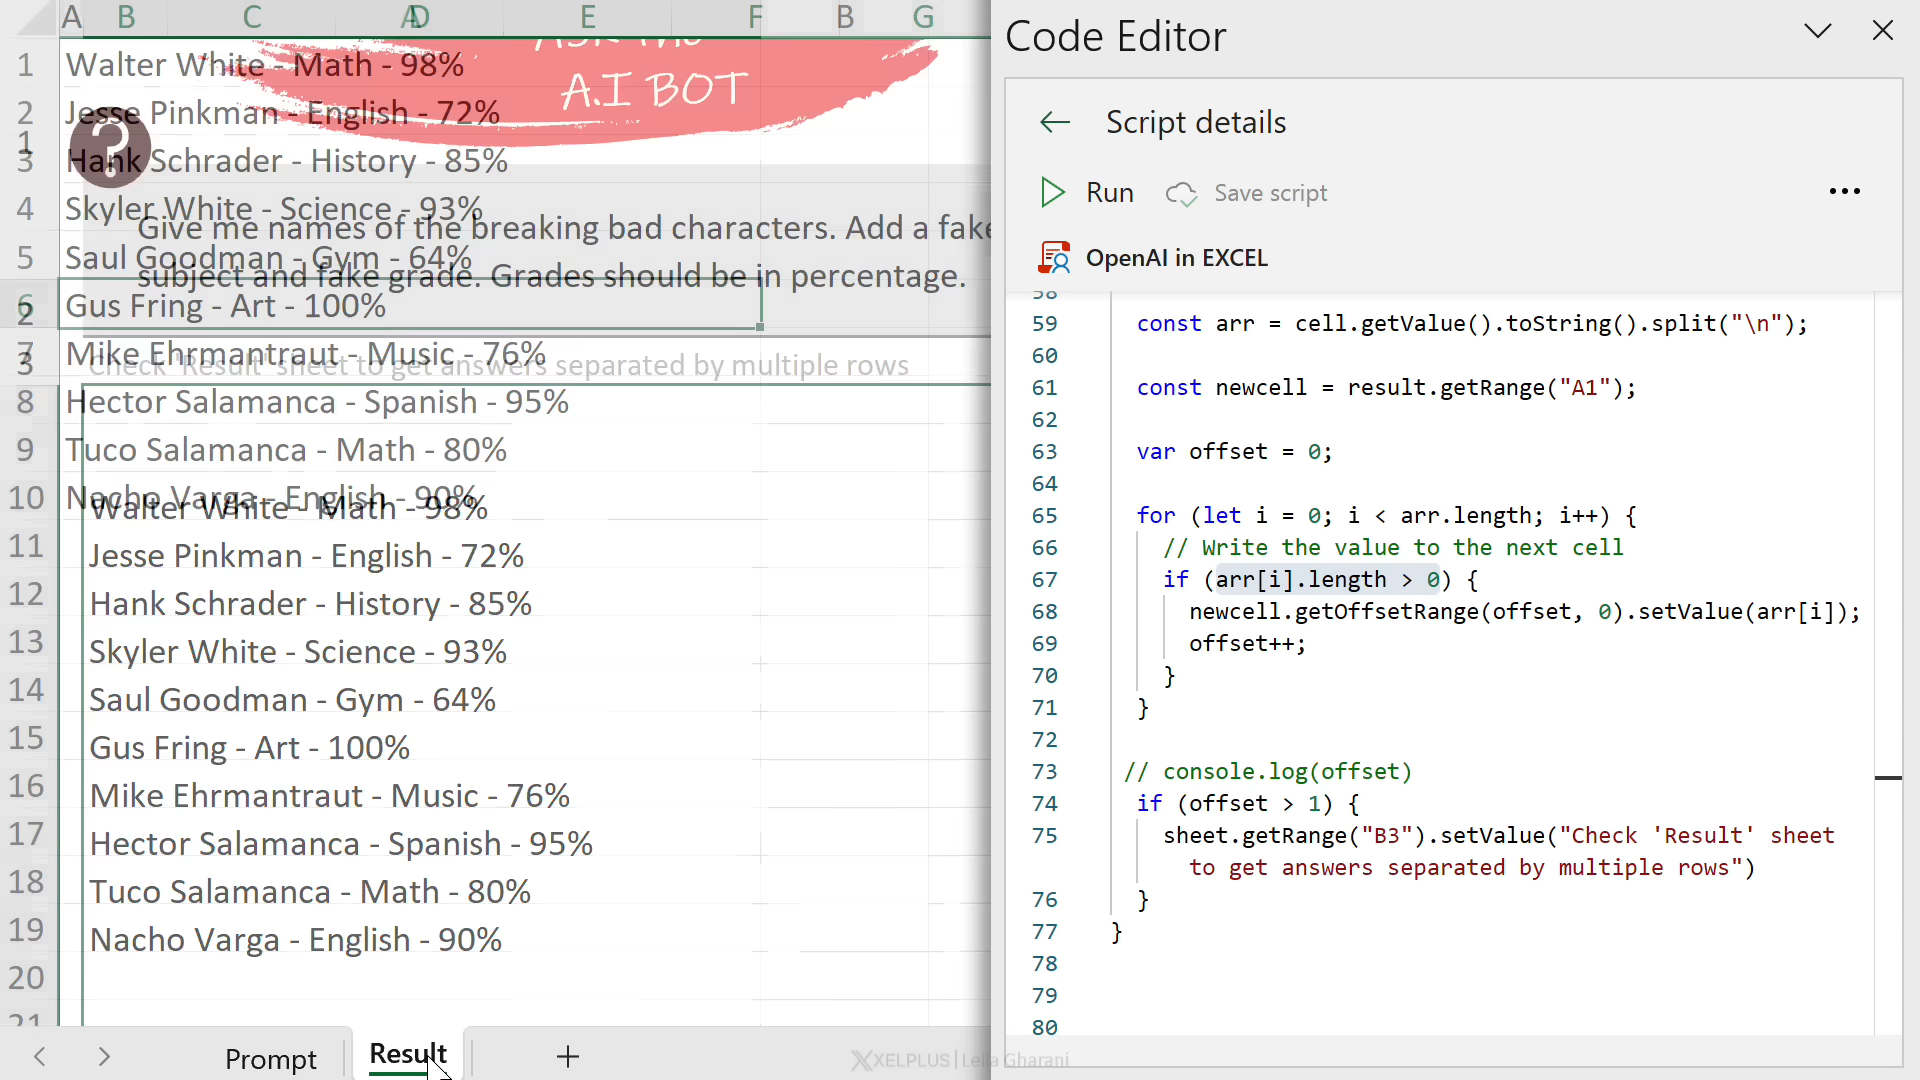 A B C A D E F B G
ASK THE
A.I BOT
1 Walter White - Math - 98%
2 Jesse Pinkman - English - 72%
1
3 Hank Schrader - History - 85%
4 Skyler White - Science - 93%
5 Saul Goodman - Gym - 64%
6 Gus Fring - Art - 100%
2
7 Mike Ehrmantraut - Music - 76%
3
8 Hector Salamanca - Spanish - 95%
9 Tuco Salamanca - Math - 80%
10 Nacho Varga - English - 90%
?
Give me names of the breaking bad characters. Add a fake
subject and fake grade. Grades should be in percentage.
Check 'Result' sheet to get answers separated by multiple rows
Walter White - Math - 98%
11 Jesse Pinkman - English - 72%
12 Hank Schrader - History - 85%
13 Skyler White - Science - 93%
14 Saul Goodman - Gym - 64%
15 Gus Fring - Art - 100%
16 Mike Ehrmantraut - Music - 76%
17 Hector Salamanca - Spanish - 95%
18 Tuco Salamanca - Math - 80%
19 Nacho Varga - English - 90%
20
21
Prompt Result +
XELPLUS | Leila Gharani
Code Editor
Script details
Run Save script ...
OpenAI in EXCEL
58
59 const arr = cell.getValue().toString().split("\n");
60
61 const newcell = result.getRange("A1");
62
63 var offset = 0;
64
65 for (let i = 0; i < arr.length; i++) {
66 // Write the value to the next cell
67 if (arr[i].length > 0) {
68 newcell.getOffsetRange(offset, 0).setValue(arr[i]);
69 offset++;
70 }
71 }
72
73 // console.log(offset)
74 if (offset > 1) {
75 sheet.getRange("B3").setValue("Check 'Result' sheet
to get answers separated by multiple rows")
76 }
77 }
78
79
80